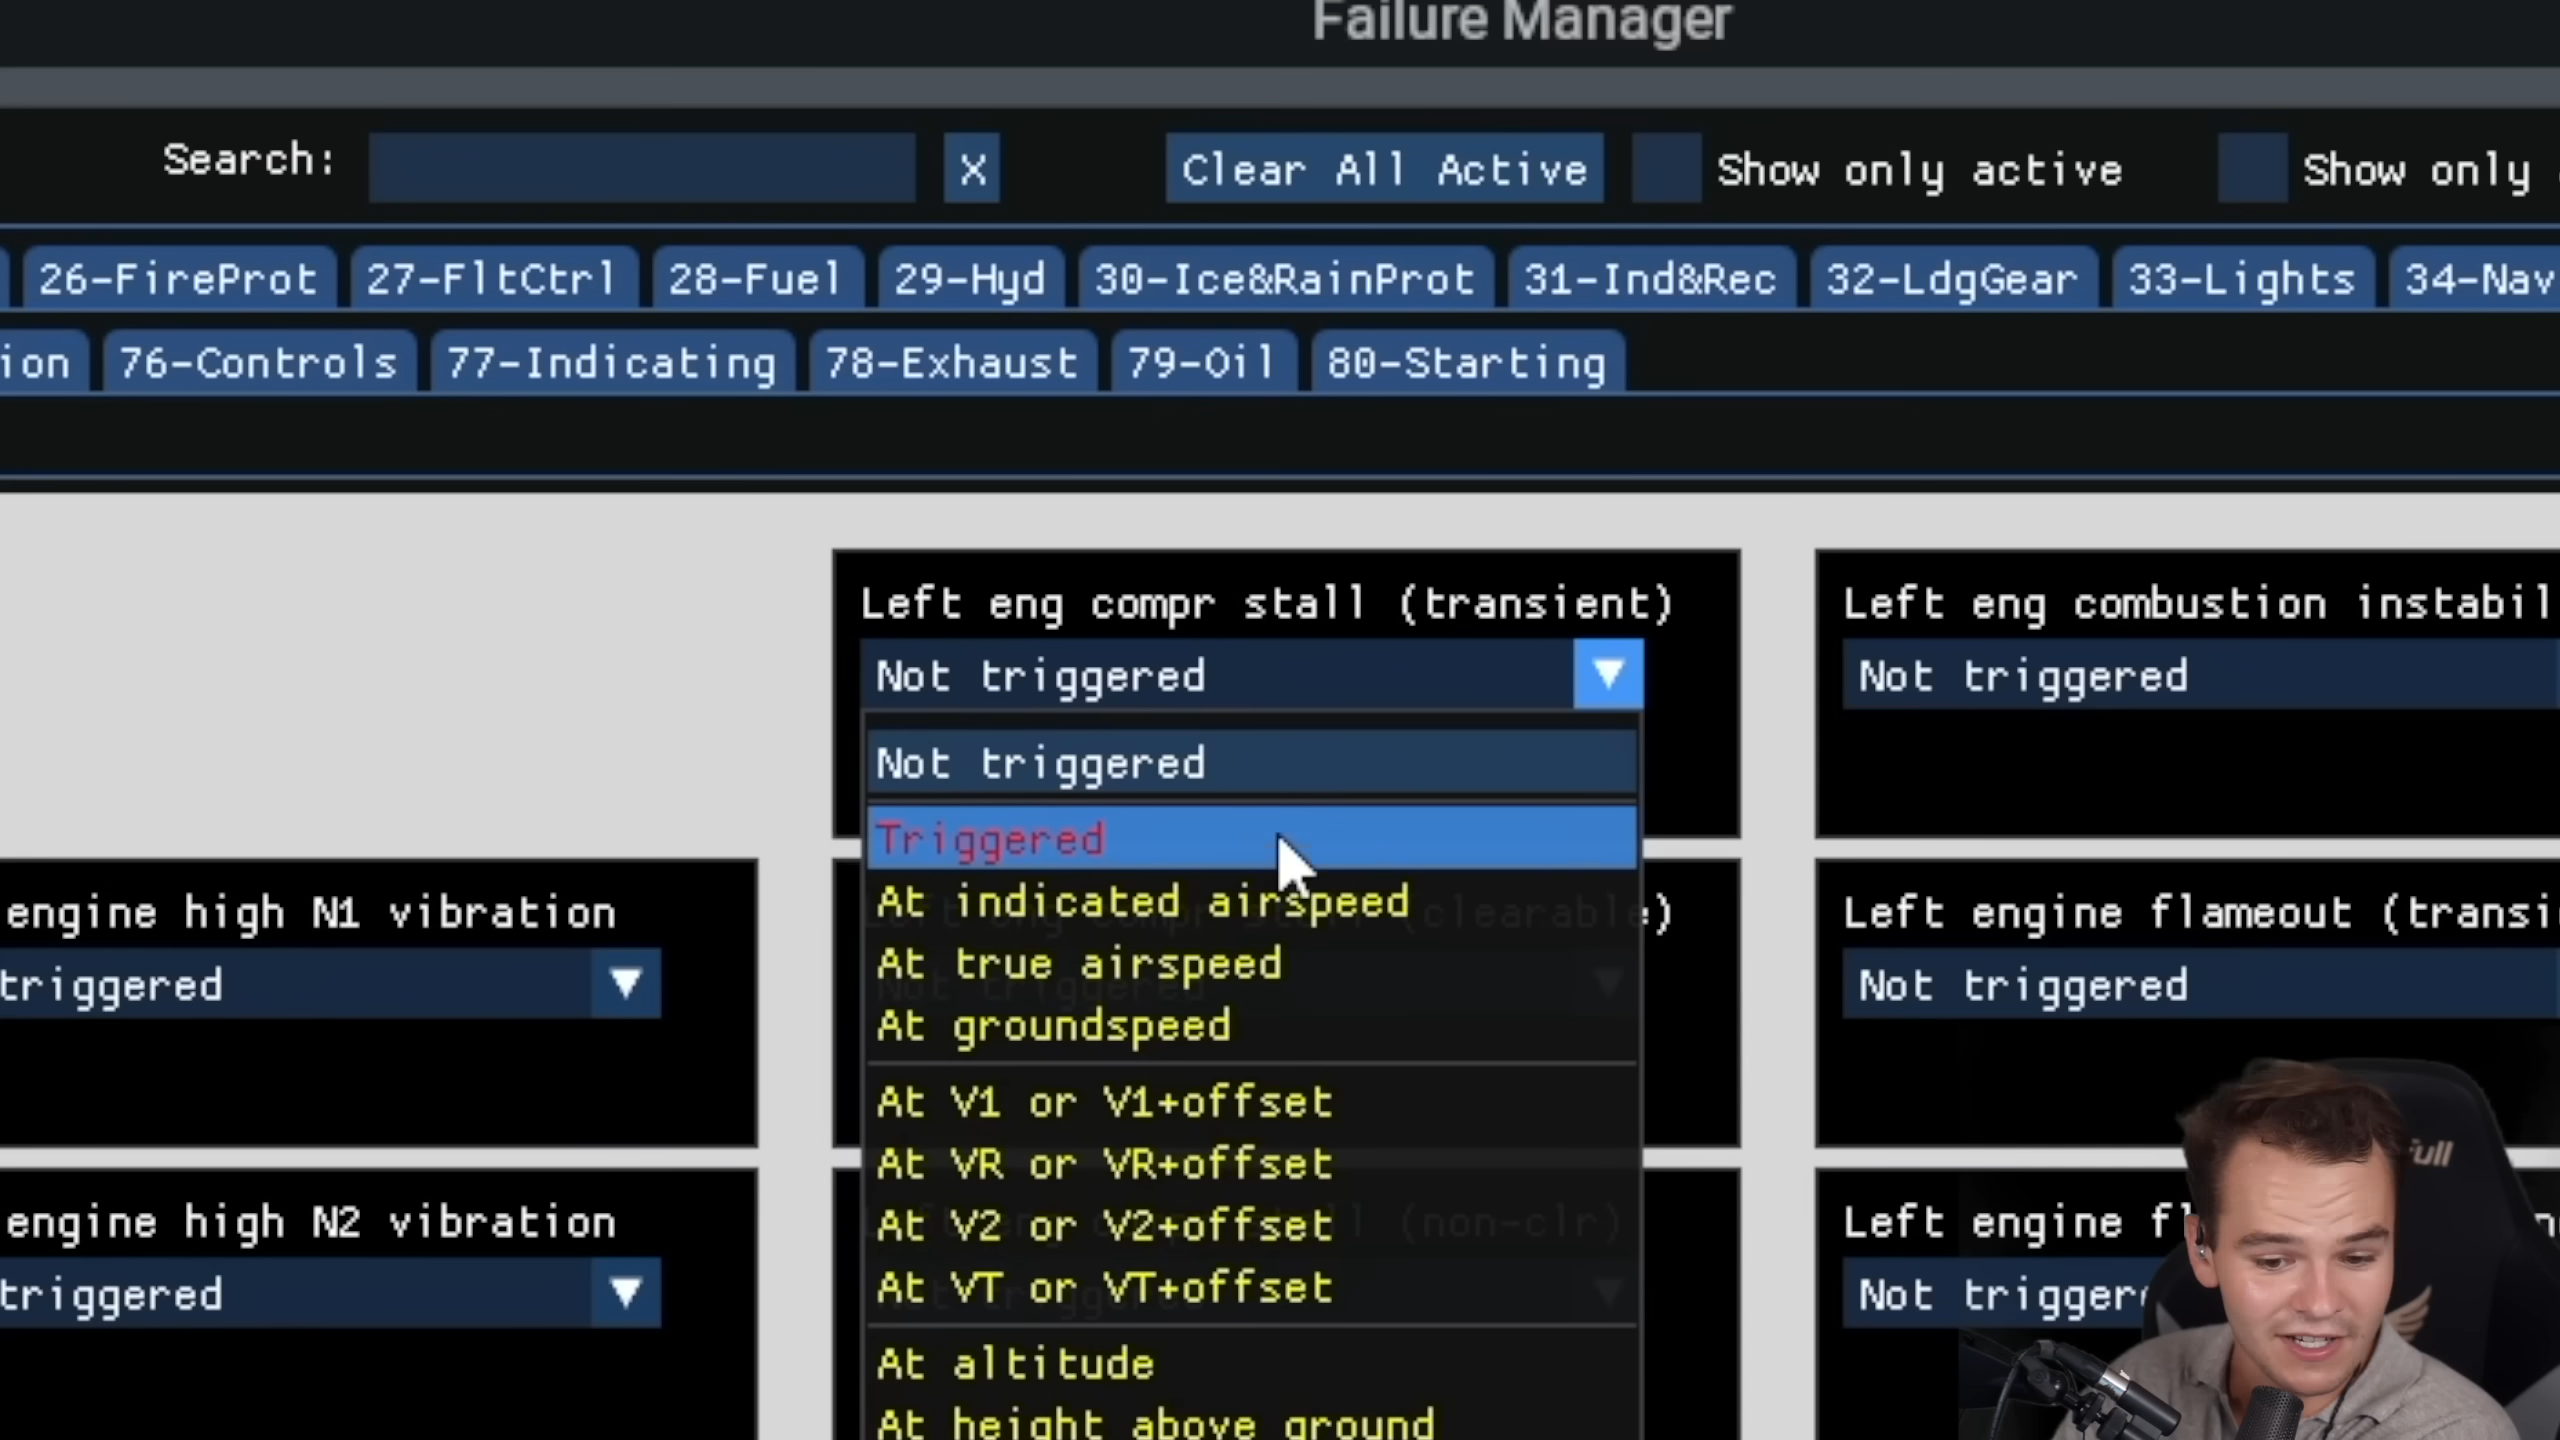 Failure Manager
Search:
X
Clear All Active
Show only active
Show only
26-FireProt
27-FltCtrl
28-Fuel
29-Hyd
30-Ice&RainProt
31-Ind&Rec
32-LdgGear
33-Lights
34-Nav
ion
76-Controls
77-Indicating
78-Exhaust
79-Oil
80-Starting
Left eng compr stall (transient)
Not triggered
Not triggered
Triggered
At indicated airspeed
At true airspeed
At groundspeed
At V1 or V1+offset
At VR or VR+offset
At V2 or V2+offset
At VT or VT+offset
At altitude
At height above ground
Left eng combustion instabil
Not triggered
engine high N1 vibration
triggered
Left engine flameout (transi
Not triggered
engine high N2 vibration
triggered
Left engine fl
Not trigger